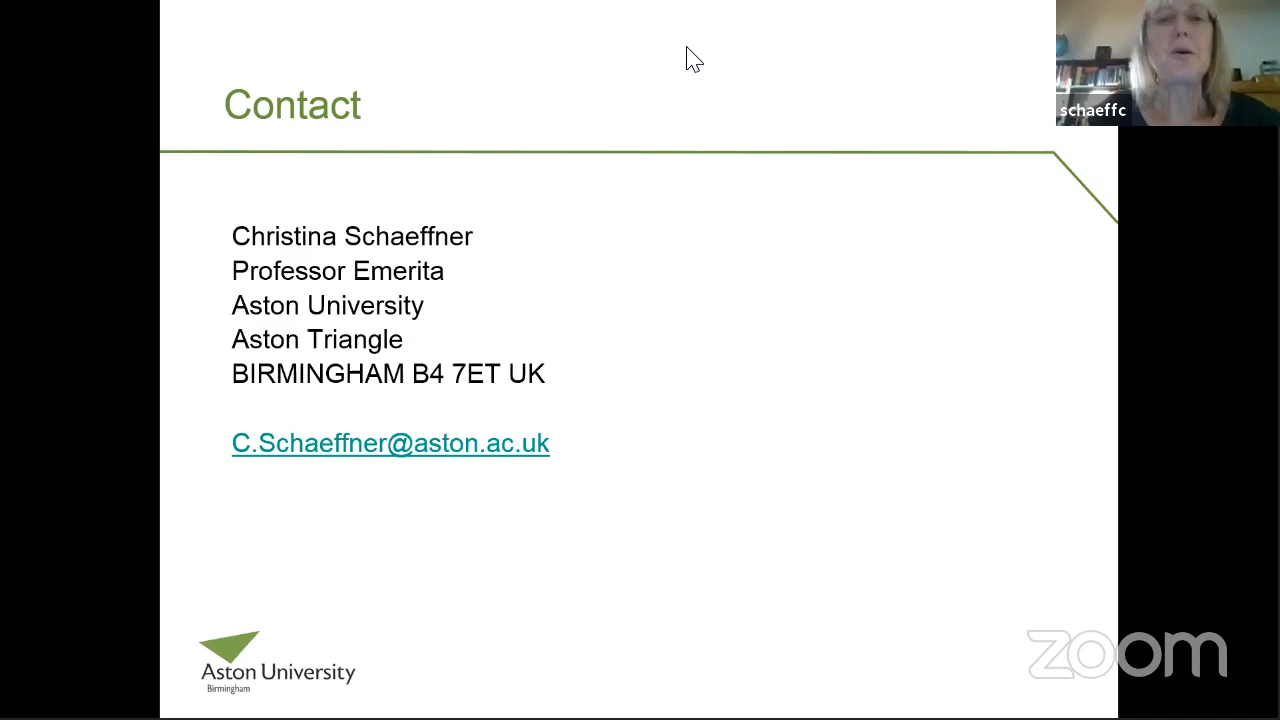 schaeffc
Contact
Christina Schaeffner
Professor Emerita
Aston University
Aston Triangle
BIRMINGHAM B4 7ET UK
C.Schaeffner@aston.ac.uk
Aston University
Birmingham
zoom